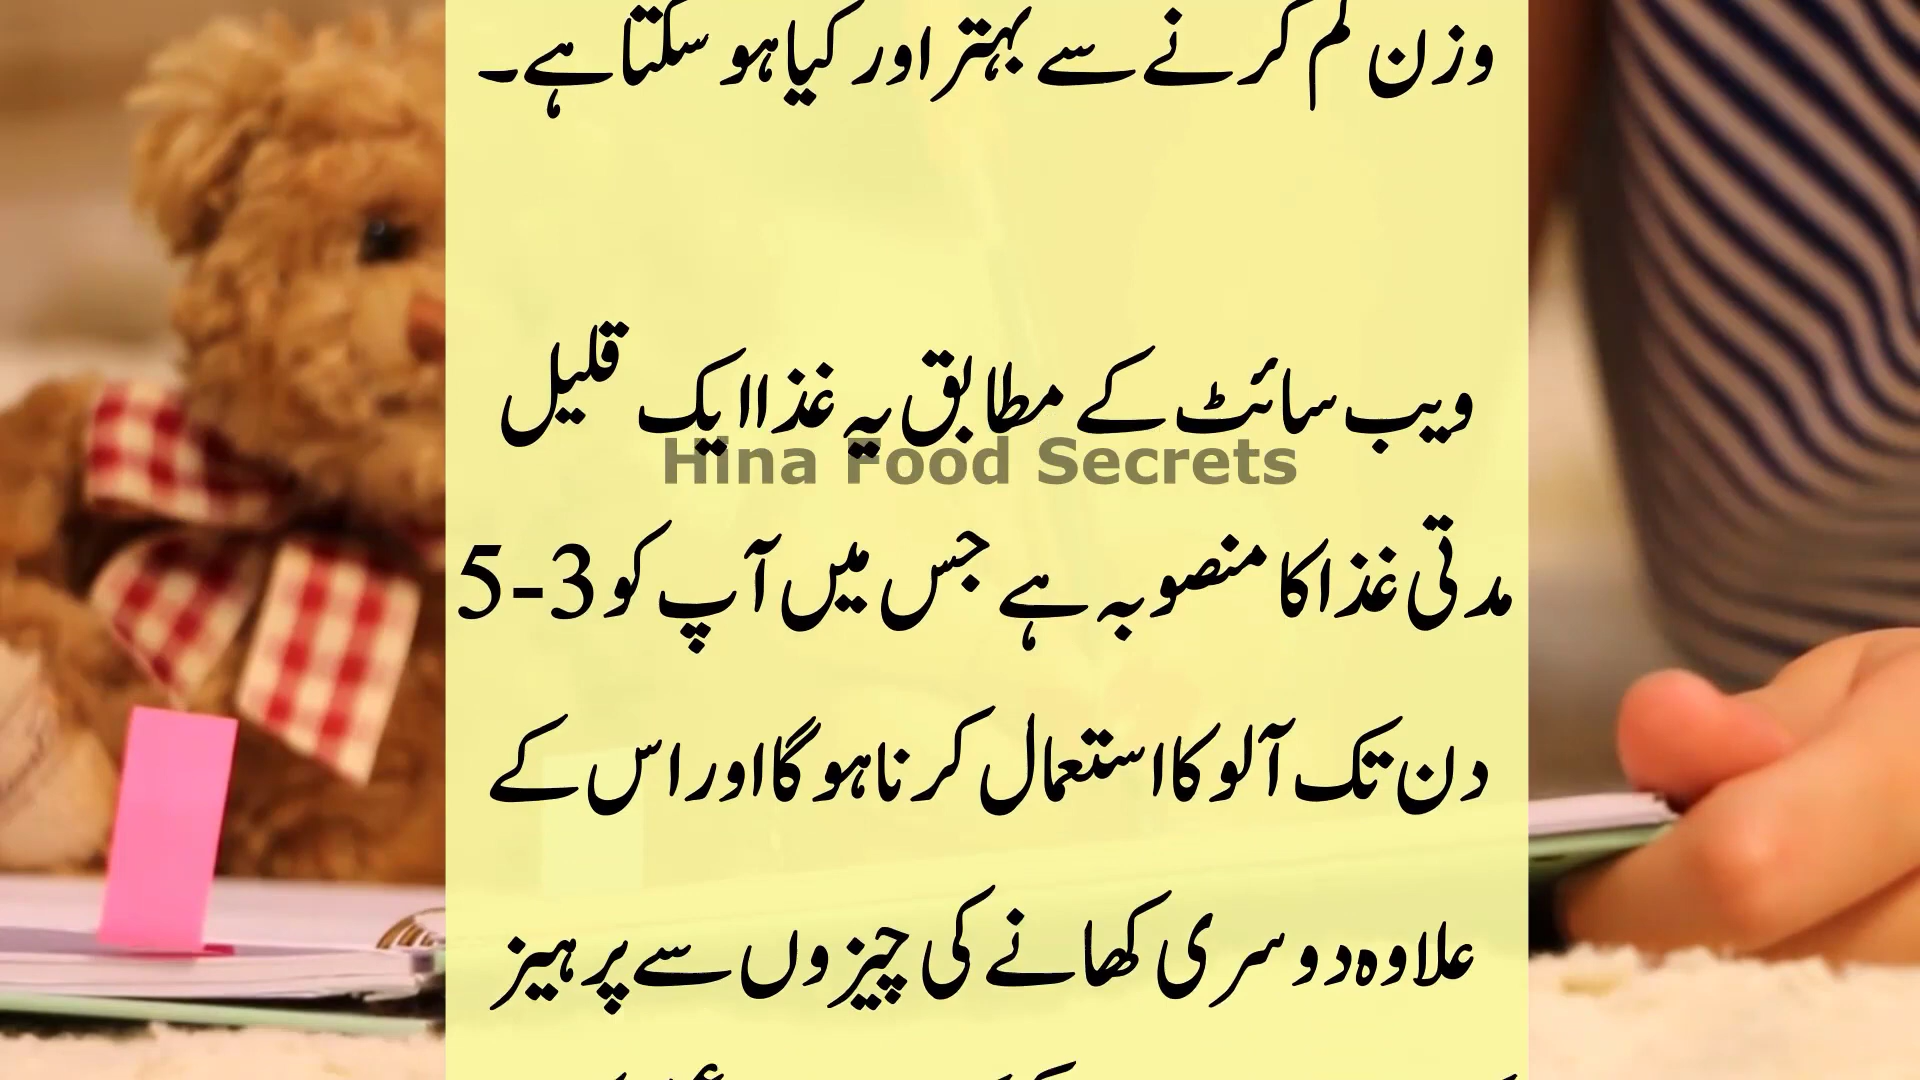 وزن کم کرنے سے بہتر اور کیا ہو سکتا ہے۔
ویب سائٹ کے مطابق یہ غذا ایک قلیل
Hina Food Secrets
مدتی غذا کا منصوبہ ہے جس میں آپ کو 3-5
دن تک آلو کا استعمال کرنا ہو گا اور اس کے
علاوہ دوسری کھانے کی چیزوں سے پرہیز